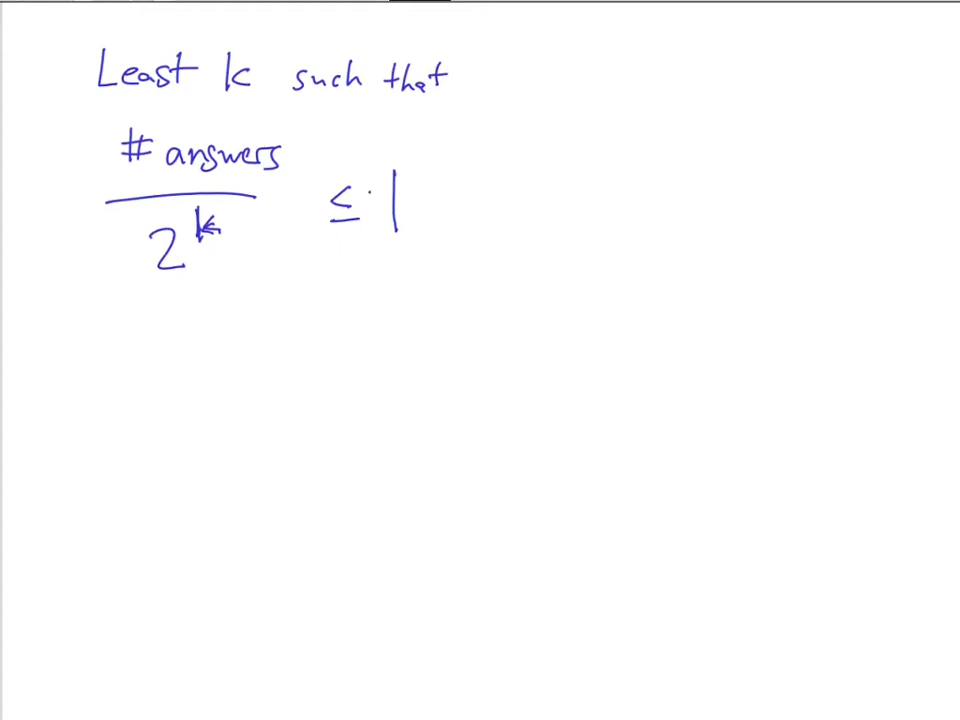 Least k such that
# answers
2^k ≤ 1